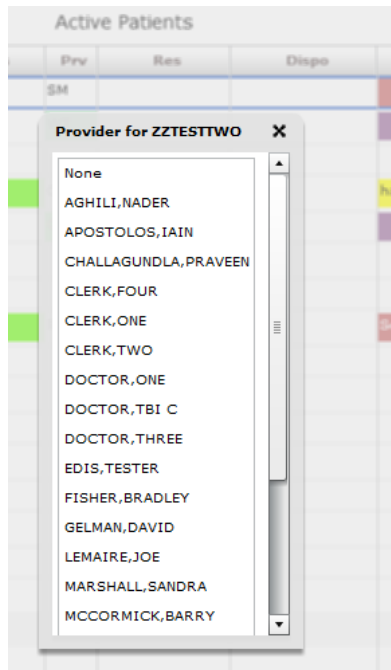 Active Patients
Prv Res Dispo
SM
Provider for ZZTESTTWO X
None
AGHILI,NADER
APOSTOLOS,IAIN
CHALLAGUNDLA,PRAVEEN
CLERK,FOUR
CLERK,ONE
CLERK,TWO
DOCTOR,ONE
DOCTOR,TBI C
DOCTOR,THREE
EDIS,TESTER
FISHER,BRADLEY
GELMAN,DAVID
LEMAIRE,JOE
MARSHALL,SANDRA
MCCORMICK,BARRY